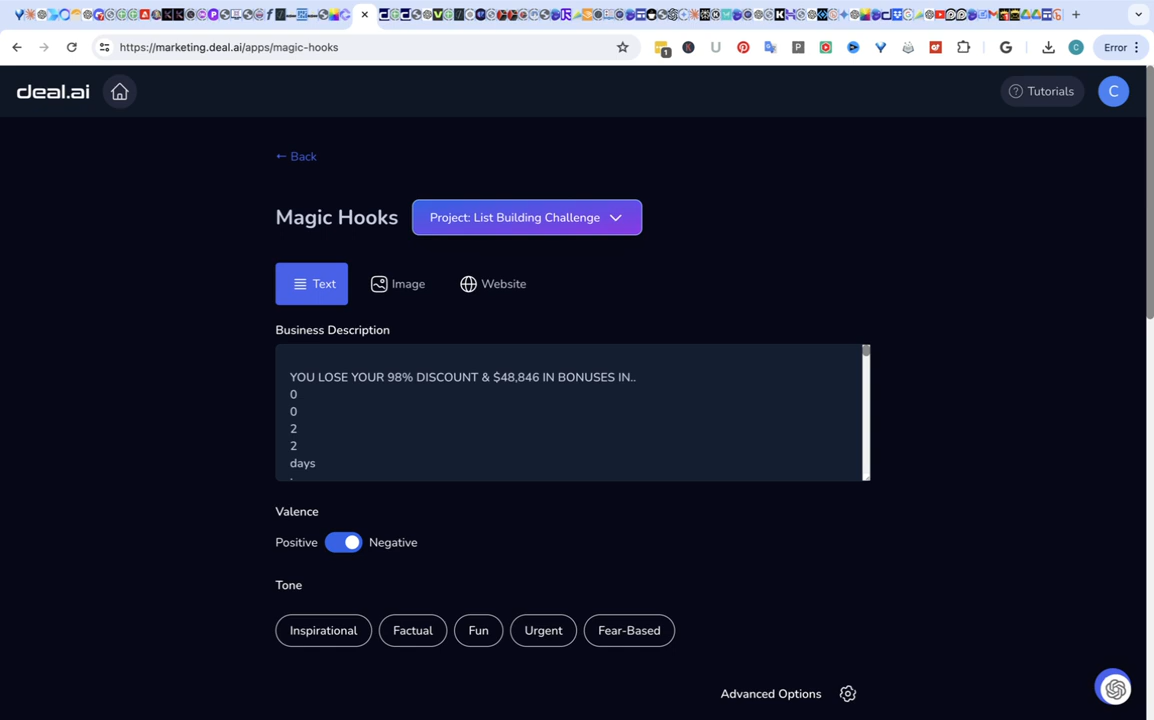 https://marketing.deal.ai/apps/magic-hooks
1
G
C
Error
deal.ai
Tutorials
C
← Back
Magic Hooks
Project: List Building Challenge
Text
Image
Website
Business Description
YOU LOSE YOUR 98% DISCOUNT & $48,846 IN BONUSES IN..
0
0
2
2
days
Valence
Positive
Negative
Tone
Inspirational
Factual
Fun
Urgent
Fear-Based
Advanced Options